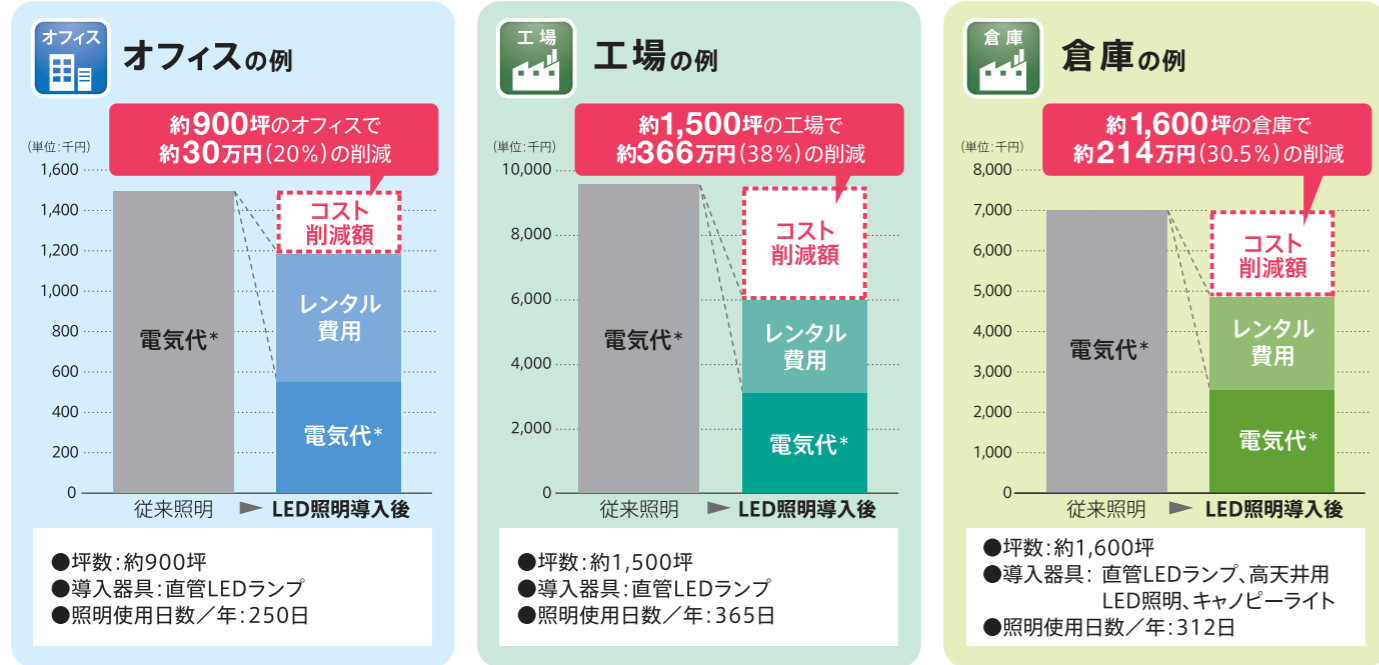 オフィス
オフィスの例
約900坪のオフィスで
約30万円(20%)の削減
(単位:千円)
1,600
1,400
1,200
1,000
800
600
400
200
0
コスト
削減額
レンタル
費用
電気代*
電気代*
従来照明 ► LED照明導入後
●坪数:約900坪
●導入器具:直管LEDランプ
●照明使用日数/年:250日
工場
工場の例
約1,500坪の工場で
約366万円(38%)の削減
(単位:千円)
10,000
8,000
6,000
4,000
2,000
0
コスト
削減額
レンタル
費用
電気代*
電気代*
従来照明 ► LED照明導入後
●坪数:約1,500坪
●導入器具:直管LEDランプ
●照明使用日数/年:365日
倉庫
倉庫の例
約1,600坪の倉庫で
約214万円(30.5%)の削減
(単位:千円)
8,000
7,000
6,000
5,000
4,000
3,000
2,000
1,000
0
コスト
削減額
レンタル
費用
電気代*
電気代*
従来照明 ► LED照明導入後
●坪数:約1,600坪
●導入器具: 直管LEDランプ、高天井用
LED照明、キャノピーライト
●照明使用日数/年:312日